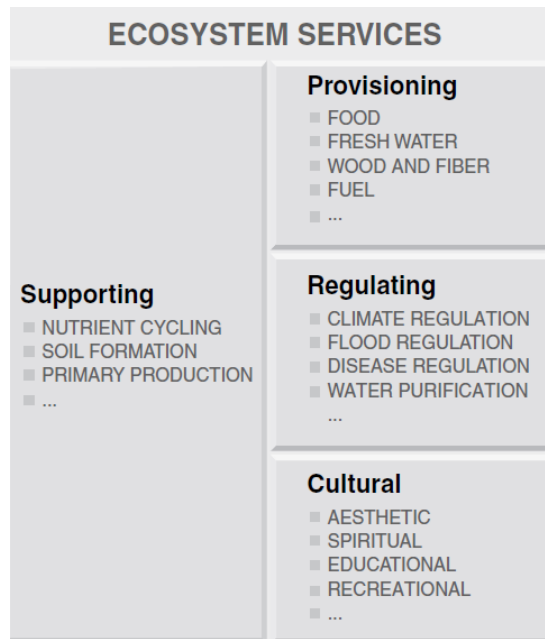 ECOSYSTEM SERVICES
Supporting
NUTRIENT CYCLING
SOIL FORMATION
PRIMARY PRODUCTION
...
Provisioning
FOOD
FRESH WATER
WOOD AND FIBER
FUEL
...
Regulating
CLIMATE REGULATION
FLOOD REGULATION
DISEASE REGULATION
WATER PURIFICATION
...
Cultural
AESTHETIC
SPIRITUAL
EDUCATIONAL
RECREATIONAL
...